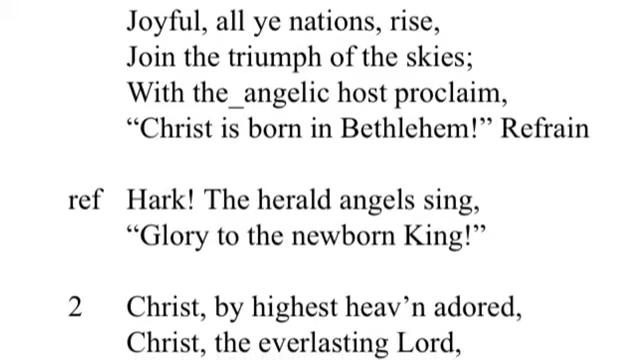 Joyful, all ye nations, rise,
Join the triumph of the skies;
With the_angelic host proclaim,
“Christ is born in Bethlehem!” Refrain
ref Hark! The herald angels sing,
“Glory to the newborn King!”
2 Christ, by highest heav’n adored,
Christ, the everlasting Lord,